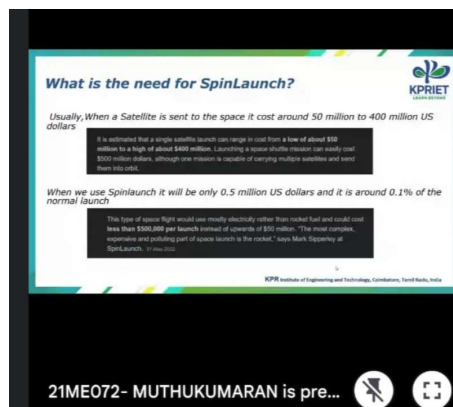 KPRIET
LEARN BEYOND
What is the need for SpinLaunch?
Usually,When a Satellite is sent to the space it cost around 50 million to 400 million US
dollars
It is estimated that a single satellite launch can range in cost from a low of about $50
million to a high of about $400 million. Launching a space shuttle mission can easily cost
$500 million dollars, although one mission is capable of carrying multiple satellites and send
them into orbit.
When we use Spinlaunch it will be only 0.5 million US dollars and it is around 0.1% of the
normal launch
This type of space flight would use mostly electricity rather than rocket fuel and could cost
less than $500,000 per launch instead of upwards of $50 million. "The most complex,
expensive and polluting part of space launch is the rocket," says Mark Sipperley at
SpinLaunch. 2022
KPR Institute of Engineering and Technology, Coimbatore, Tamil Nadu, India
21ME072- MUTHUKUMARAN is pre...